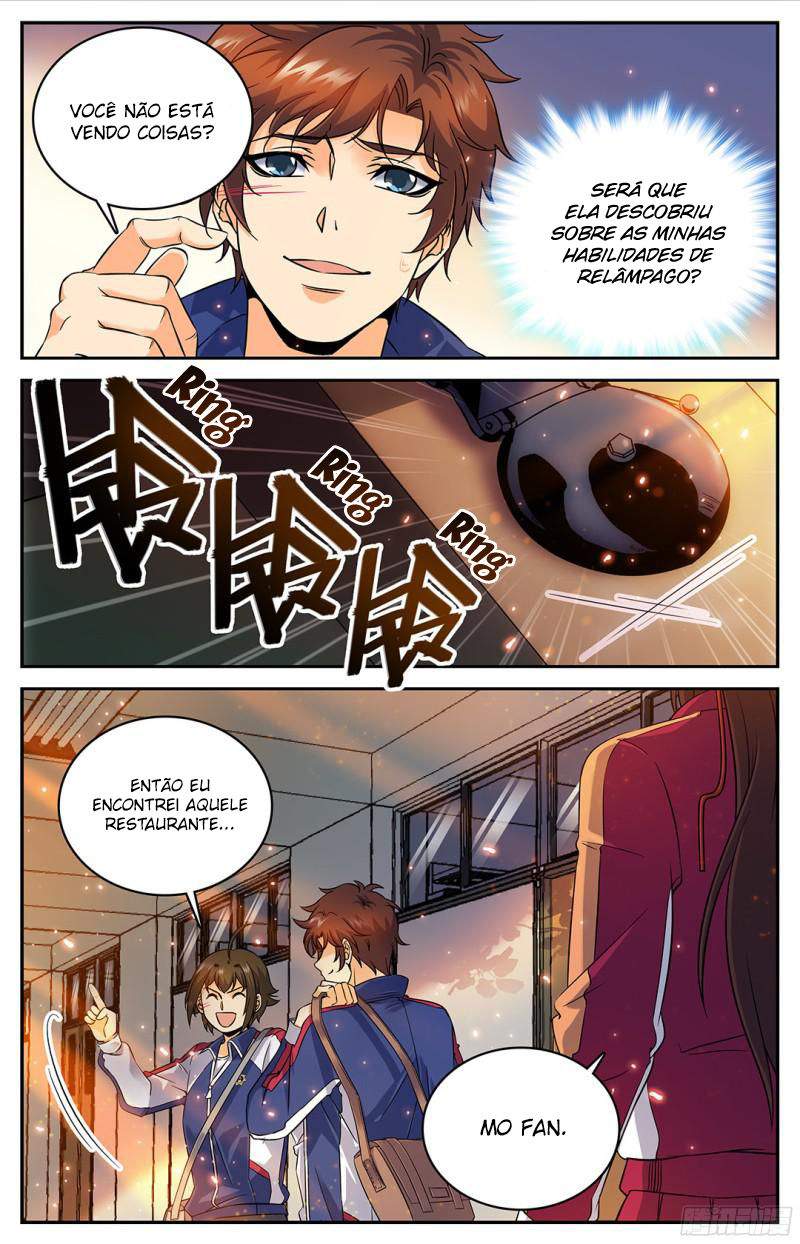 VOCÊ NÃO ESTÁ
VENDO COISAS?
SERÁ QUE
ELA DESCOBRIU
SOBRE AS MINHAS
HABILIDADES DE
RELÂMPAGO?
Ring
Ring
Ring
ENTÃO EU
ENCONTREI AQUELE
RESTAURANTE...
MO FAN.